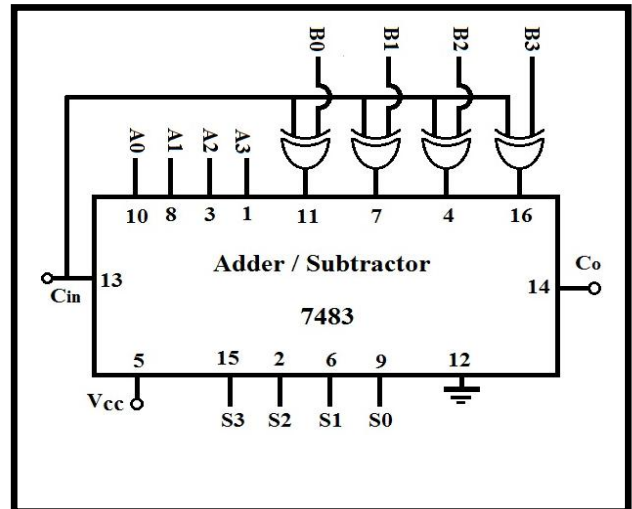 B0 B1 B2 B3
A0 A1 A2 A3
10 8 3 1 11 7 4 16
Adder / Subtractor
13
Cin
14
Co
7483
5 15 2 6 9 12
Vcc
S3 S2 S1 S0